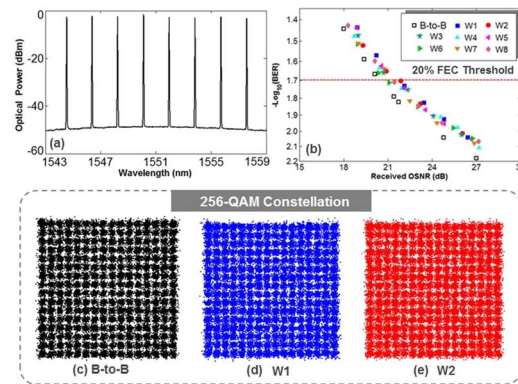 0
-20
-40
-60
Optical Power (dBm)
(a)
1543 1547 1551 1555 1559
Wavelength (nm)
-1.40
1.5
1.6
1.7
1.8
1.9
2.0
2.1
2.2
-Log10(BER)
B-to-B W1 W2
W3 W4 W5
W6 W7 W8
20% FEC Threshold
(b)
15 18 21 24 27
Received OSNR (dB)
256-QAM Constellation
(c) B-to-B (d) W1 (e) W2